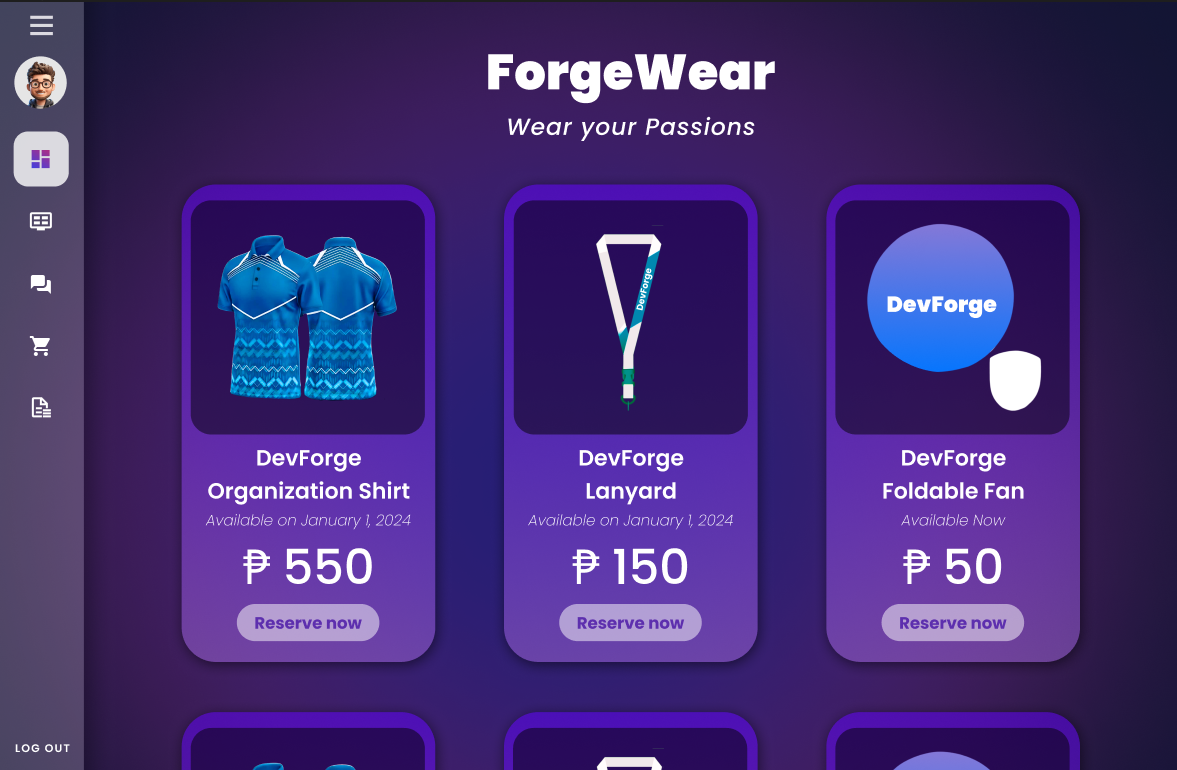 ForgeWear
Wear your Passions
DevForge
DevForge
DevForge
Organization Shirt
Available on January 1, 2024
₱ 550
Reserve now
DevForge
Lanyard
Available on January 1, 2024
₱ 150
Reserve now
DevForge
Foldable Fan
Available Now
₱ 50
Reserve now
LOG OUT